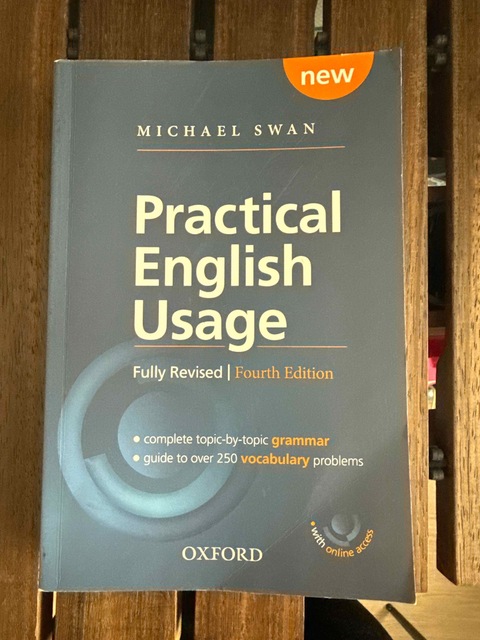 new
MICHAEL SWAN
Practical
English
Usage
Fully Revised | Fourth Edition
• complete topic-by-topic grammar
• guide to over 250 vocabulary problems
• with online access
OXFORD